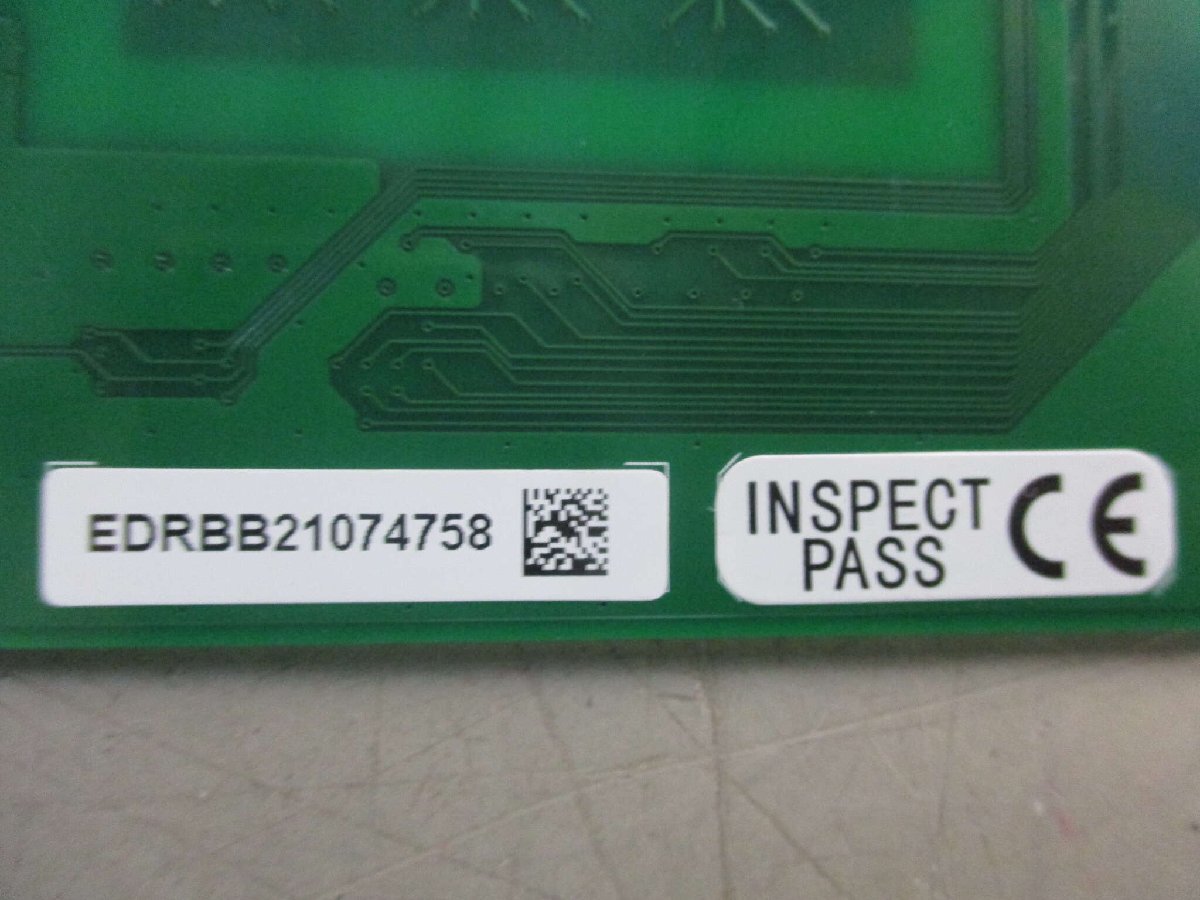 EDRBB21074758
INSPECT
PASS
CE